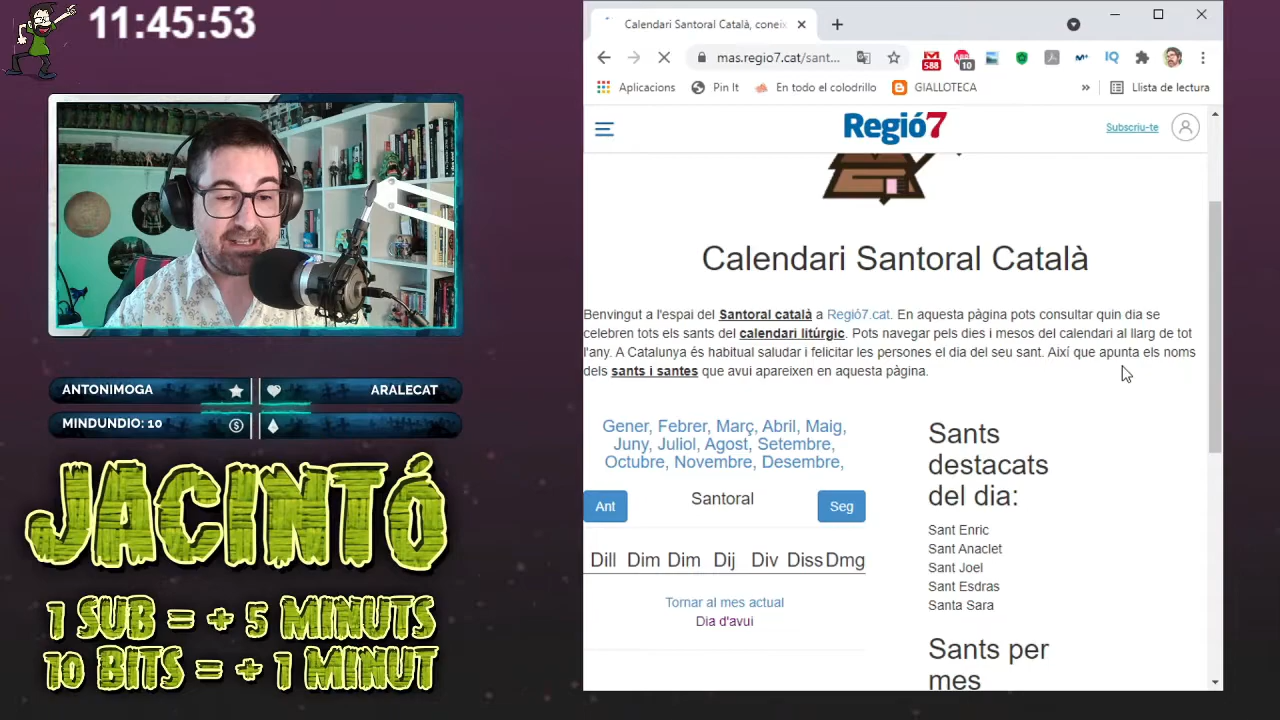 11:45:53
ANTONIMOGA
ARALECAT
MINDUNDIO: 10
JACINTÓ
1 SUB = + 5 MINUTS
10 BITS = + 1 MINUT
Calendari Santoral Català, coneix
mas.regio7.cat/sant...
588
10
IQ
Aplicacions
Pin It
En todo el colodrillo
GIALLOTECA
»
Llista de lectura
Regió7
Subscriu-te
Calendari Santoral Català
Benvingut a l'espai del Santoral català a Regió7.cat. En aquesta pàgina pots consultar quin dia se
celebren tots els sants del calendari litúrgic. Pots navegar pels dies i mesos del calendari al llarg de tot
l'any. A Catalunya és habitual saludar i felicitar les persones el dia del seu sant. Així que apunta els noms
dels sants i santes que avui apareixen en aquesta pàgina.
Gener, Febrer, Març, Abril, Maig,
Juny, Juliol, Agost, Setembre,
Octubre, Novembre, Desembre,
Ant
Santoral
Seg
Dill Dim Dim Dij Div Diss Dmg
Tornar al mes actual
Dia d'avui
Sants
destacats
del dia:
Sant Enric
Sant Anaclet
Sant Joel
Sant Esdras
Santa Sara
Sants per
mes